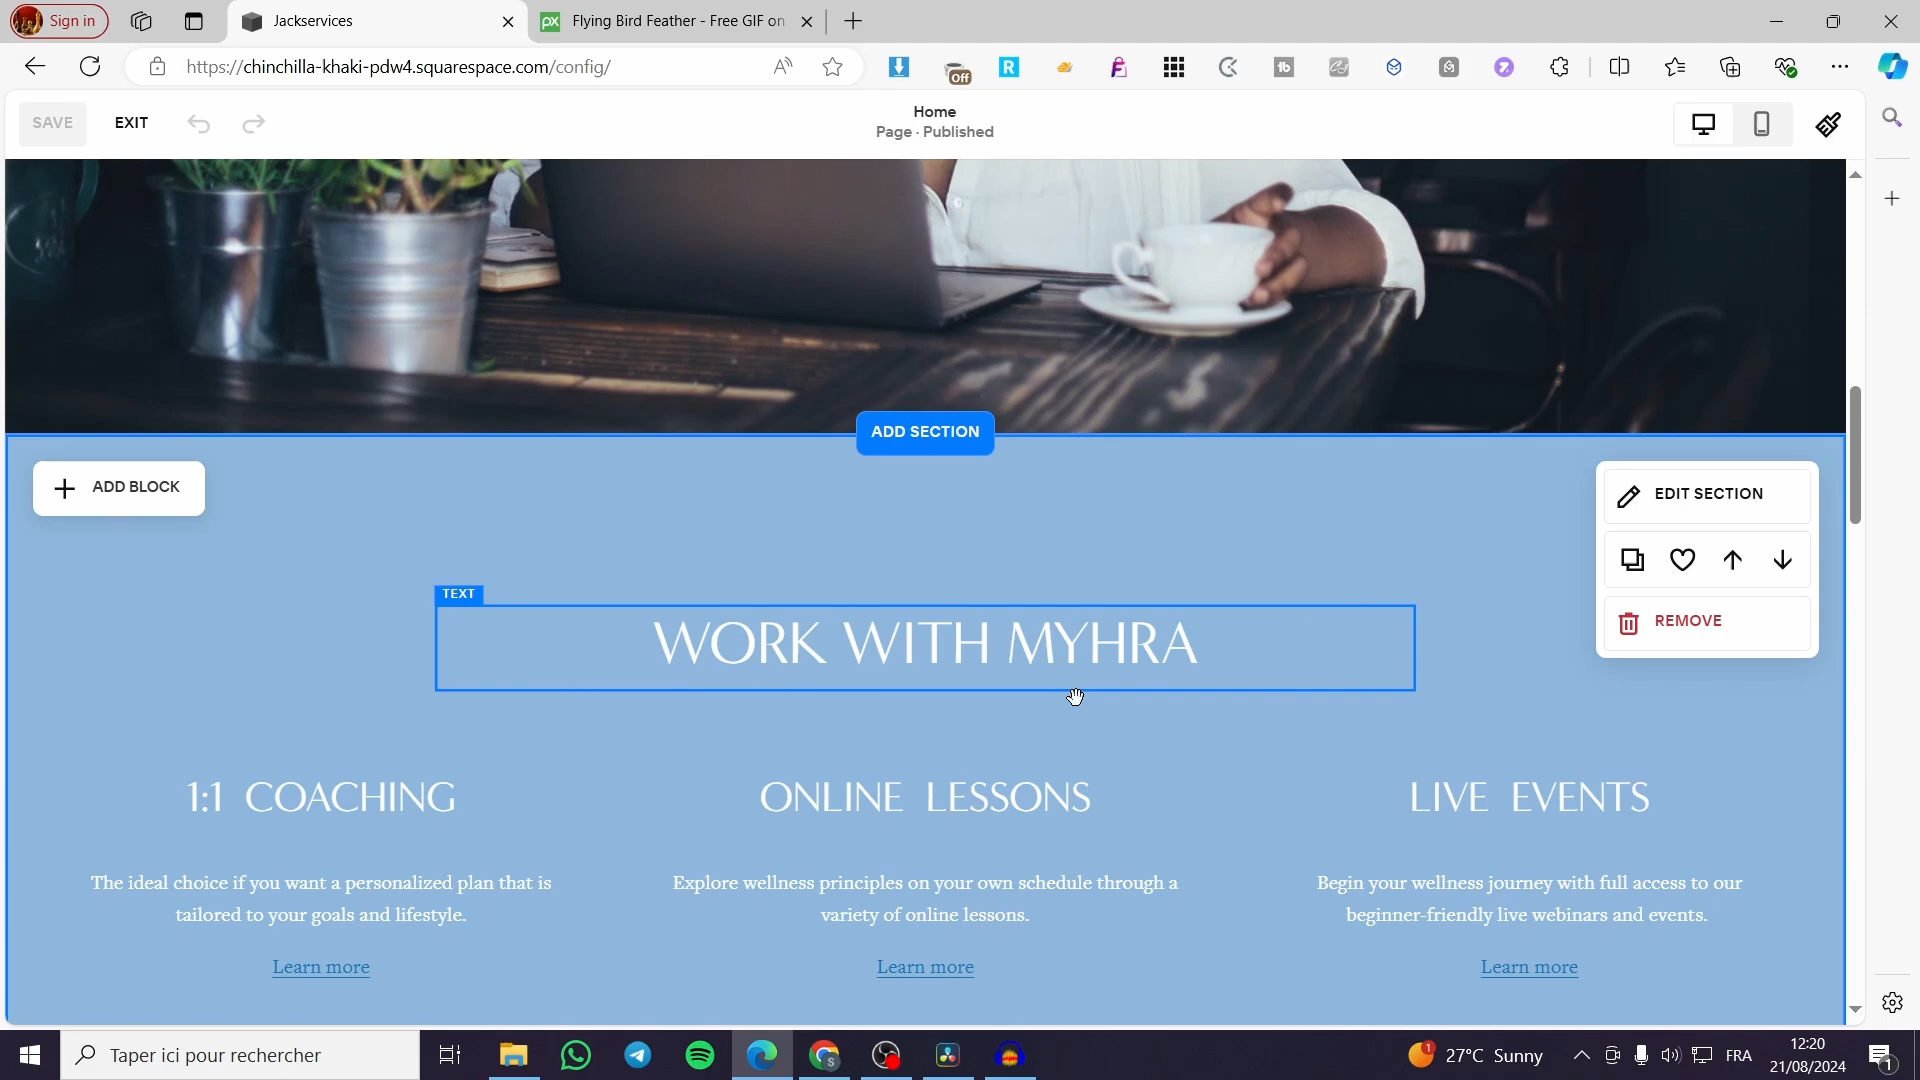 Sign in
Jackservices
Flying Bird Feather - Free GIF on
https://chinchilla-khaki-pdw4.squarespace.com/config/
Off
SAVE
EXIT
Home
Page · Published
ADD SECTION
ADD BLOCK
EDIT SECTION
REMOVE
TEXT
WORK WITH MYHRA
1:1 COACHING
The ideal choice if you want a personalized plan that is
tailored to your goals and lifestyle.
Learn more
ONLINE LESSONS
Explore wellness principles on your own schedule through a
variety of online lessons.
Learn more
LIVE EVENTS
Begin your wellness journey with full access to our
beginner-friendly live webinars and events.
Learn more
Taper ici pour rechercher
1
27°C Sunny
FRA
12:20
21/08/2024
1